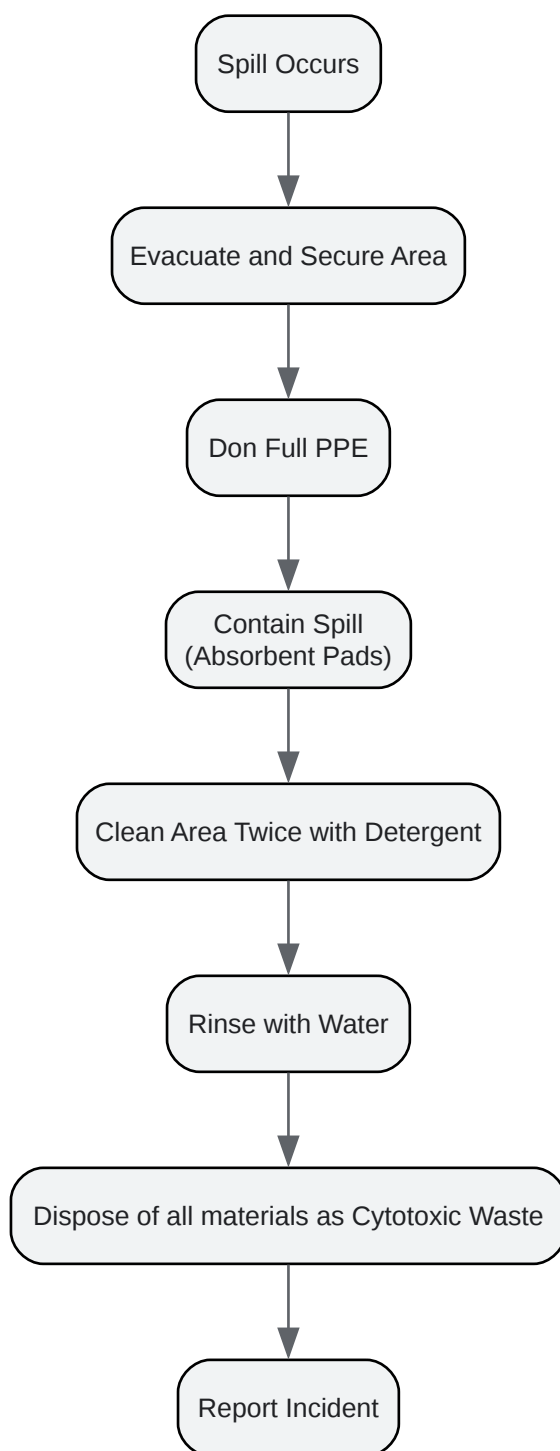 Spill Occurs
Evacuate and Secure Area
Don Full PPE
Contain Spill
(Absorbent Pads)
Clean Area Twice with Detergent
Rinse with Water
Dispose of all materials as Cytotoxic Waste
Report Incident